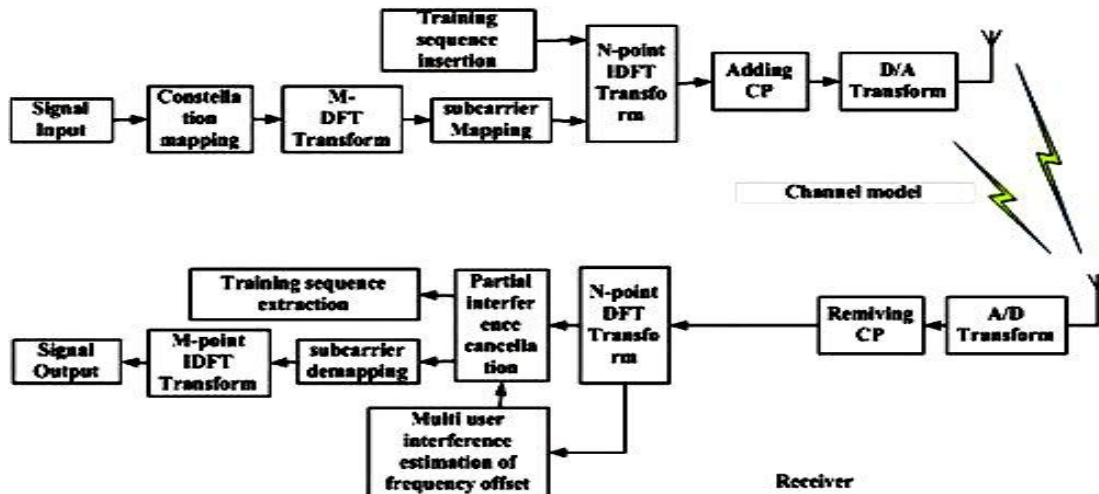 Training
sequence
insertion
N-point
IDFT
Transfo
rm
Adding
CP
D/A
Transform
Signal
Input
Constella
tion
mapping
M-
DFT
Transform
subcarrier
Mapping
Channel model
Training sequence
extraction
Partial
interfer
ence
cancella
tion
N-point
DFT
Transfo
rm
Remiving
CP
A/D
Transform
Signal
Output
M-point
IDFT
Transform
subcarrier
demapping
Multi user
interference
estimation of
frequency offset
Receiver